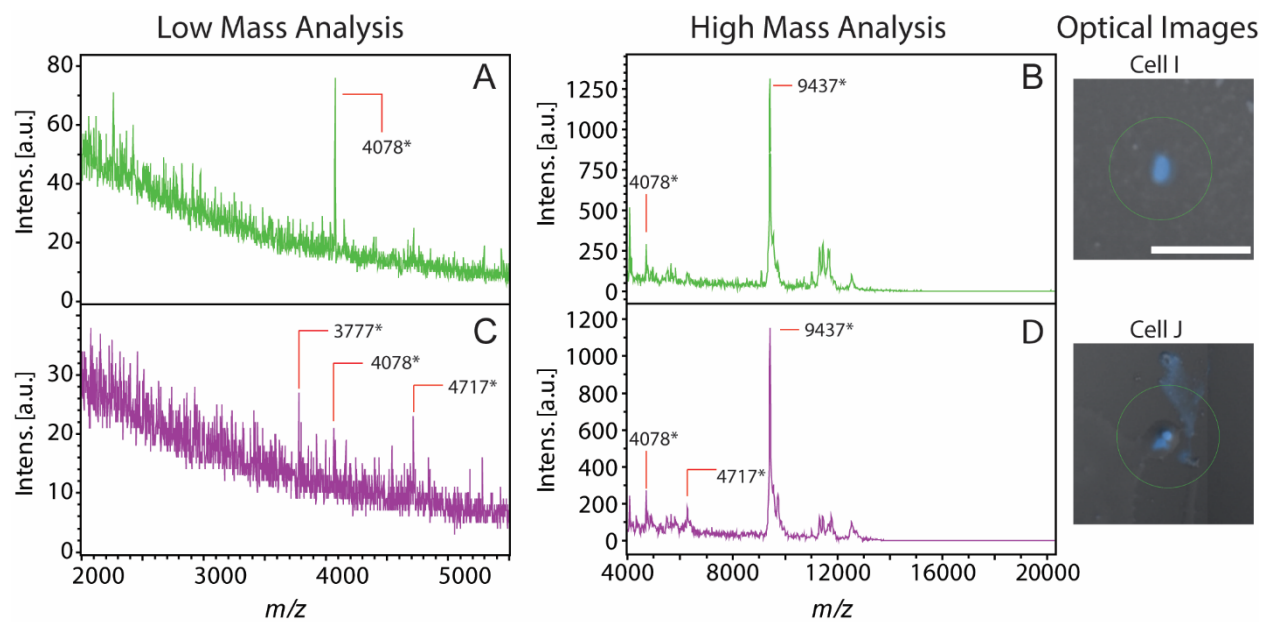 Low Mass Analysis
High Mass Analysis
Optical Images
A
Intens. [a.u.]
80
60
40
20
0
4078*
B
Intens. [a.u.]
1250
1000
750
500
250
0
9437*
4078*
Cell I
C
Intens. [a.u.]
30
20
10
0
3777*
4078*
4717*
2000 3000 4000 5000
m/z
D
Intens. [a.u.]
1200
1000
800
600
400
200
0
9437*
4078*
4717*
4000 8000 12000 16000 20000
m/z
Cell J